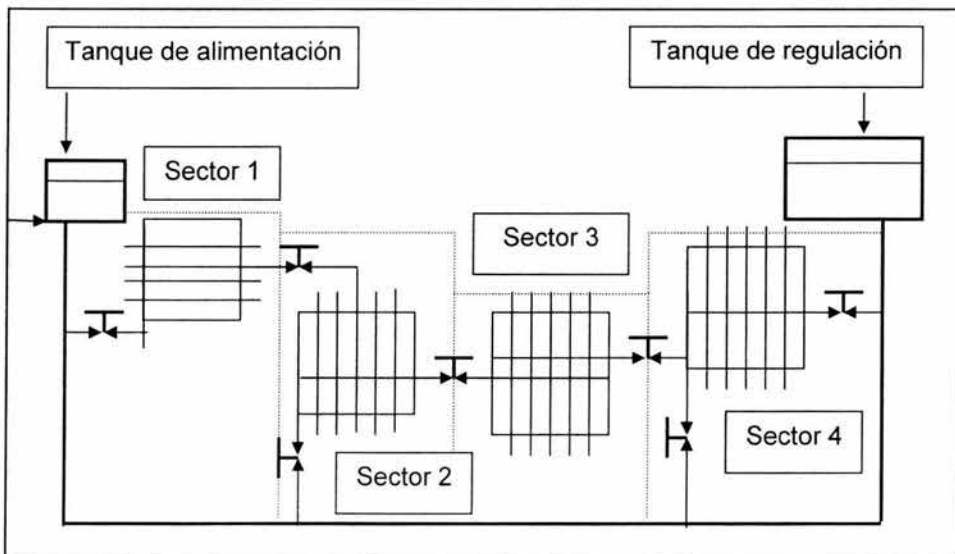 Tanque de alimentación
Tanque de regulación
Sector 1
Sector 3
Sector 4
Sector 2